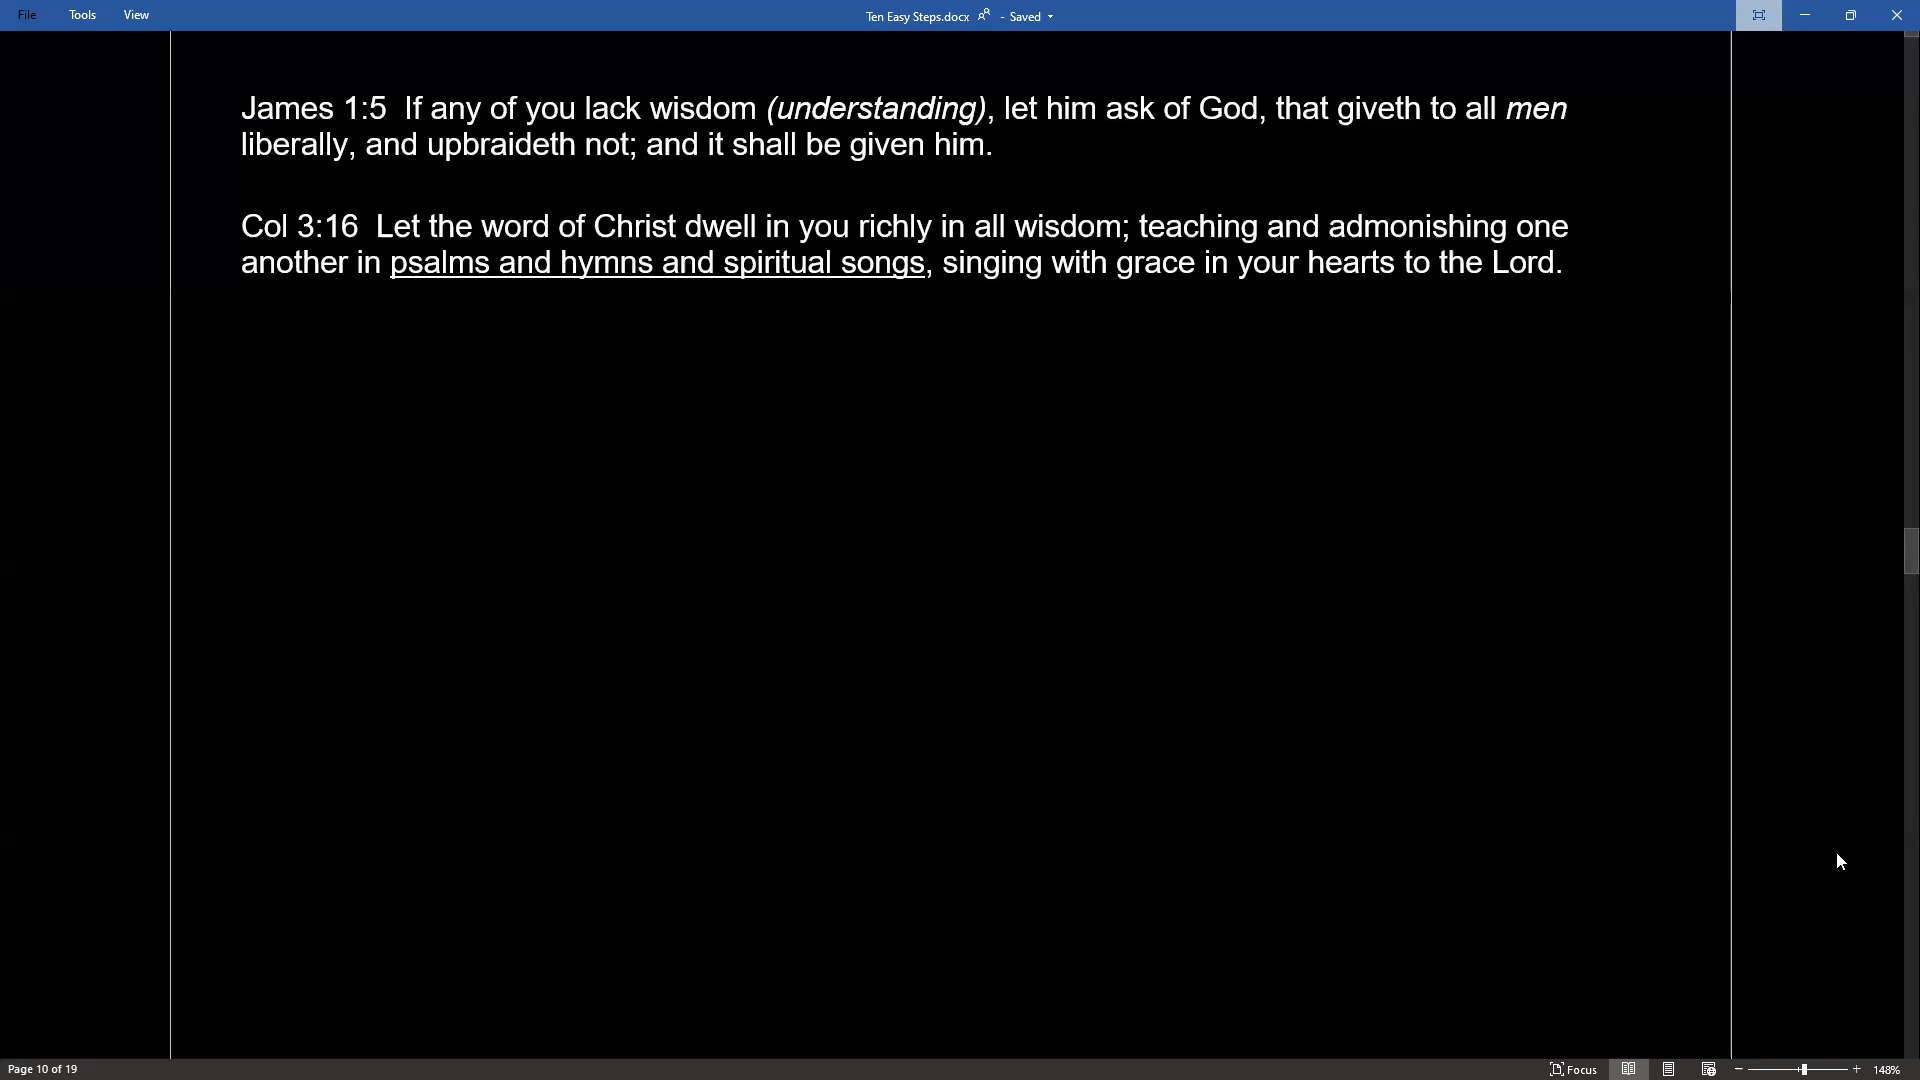 File Tools View Ten Easy Steps.docx - Saved
James 1:5  If any of you lack wisdom (understanding), let him ask of God, that giveth to all men
liberally, and upbraideth not; and it shall be given him.
Col 3:16  Let the word of Christ dwell in you richly in all wisdom; teaching and admonishing one
another in psalms and hymns and spiritual songs, singing with grace in your hearts to the Lord.
Page 10 of 19 Focus 148%